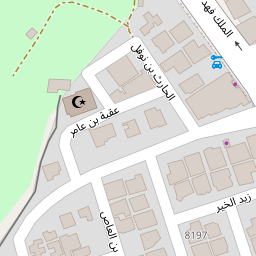 الملك فهد
الحارث بن نوفل
عقبة بن عامر
زيد الخير
بن العاص
8197